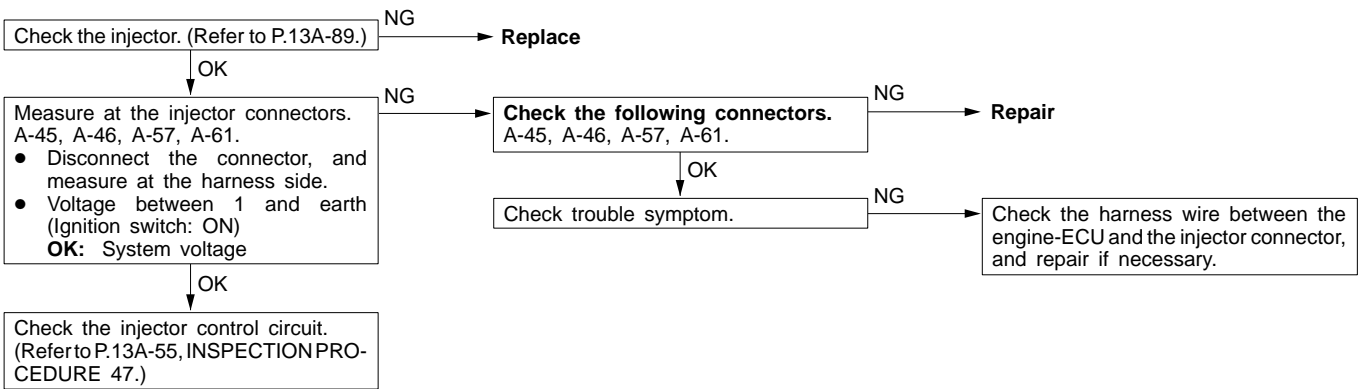 Check the injector. (Refer to P.13A-89.)
NG
Replace
OK
Measure at the injector connectors.
A-45, A-46, A-57, A-61.
● Disconnect the connector, and
measure at the harness side.
● Voltage between 1 and earth
(Ignition switch: ON)
OK: System voltage
NG
Check the following connectors.
A-45, A-46, A-57, A-61.
NG
Repair
OK
Check trouble symptom.
NG
Check the harness wire between the
engine-ECU and the injector connector,
and repair if necessary.
OK
Check the injector control circuit.
(Refer to P.13A-55, INSPECTION PRO-
CEDURE 47.)